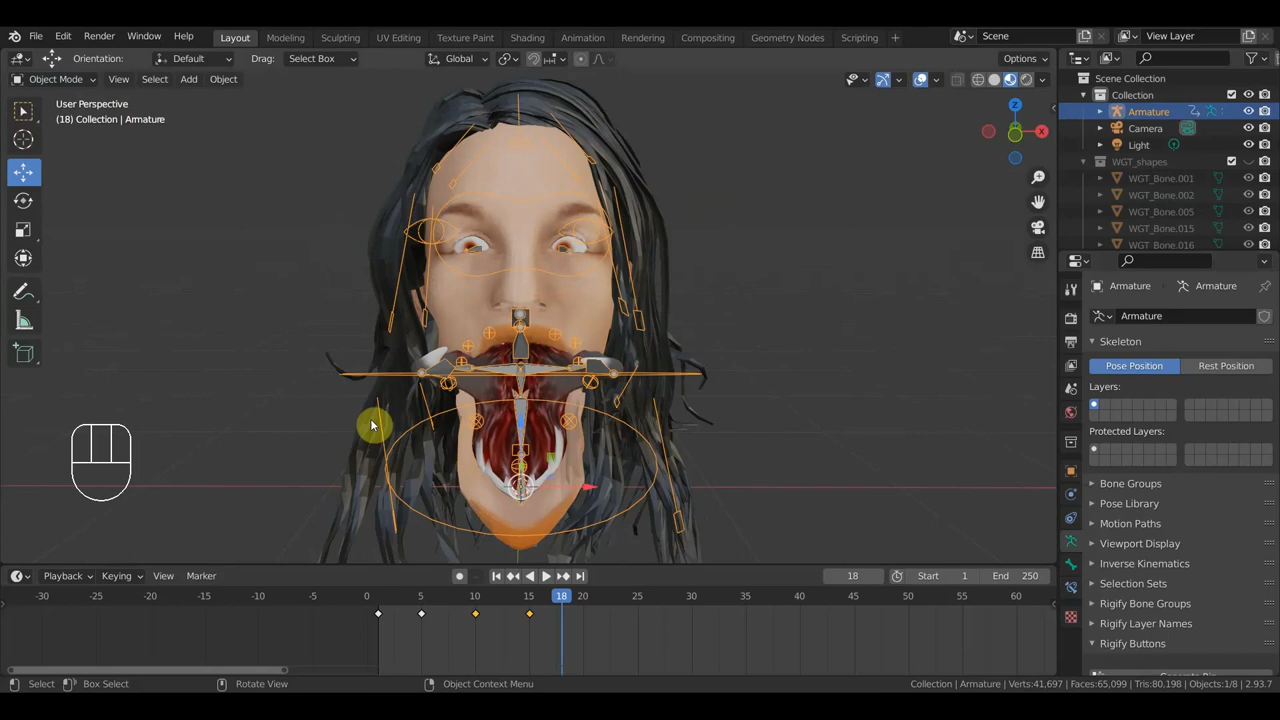 File Edit Render Window Help Layout Modeling Sculpting UV Editing Texture Paint Shading Animation Rendering Compositing Geometry Nodes Scripting + Scene View Layer
Orientation: Default Drag: Select Box Global Options
Object Mode View Select Add Object
User Perspective
(18) Collection | Armature
Z
X
Scene Collection
Collection
Armature
Camera
Light
WGT_shapes
WGT_Bone.001
WGT_Bone.002
WGT_Bone.005
WGT_Bone.015
WGT_Bone.016
Armature Armature
Armature
Skeleton
Pose Position Rest Position
Layers:
Protected Layers:
Bone Groups
Pose Library
Motion Paths
Viewport Display
Inverse Kinematics
Selection Sets
Rigify Bone Groups
Rigify Layer Names
Rigify Buttons
Playback Keying View Marker 18 Start 1 End 250
-30 -25 -20 -15 -10 -5 0 5 10 15 18 20 25 30 35 40 45 50 55 60
Select Box Select Rotate View Object Context Menu Collection | Armature | Verts:41,697 | Faces:65,099 | Tris:80,198 | Objects:1/8 | 2.93.7